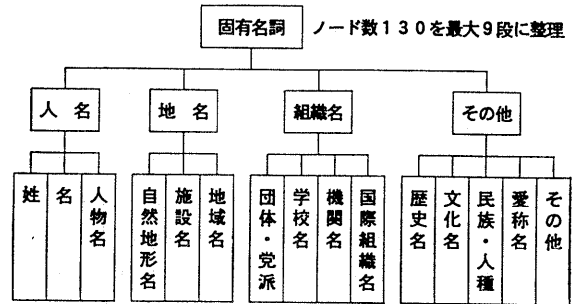 固有名詞 ノード数130を最大9段に整理
人名
地名
組織名
その他
姓
名
人物名
自然地形名
施設名
地域名
団体・党派
学校名
機関名
国際組織名
歴史名
文化名
民族・人種
愛称名
その他